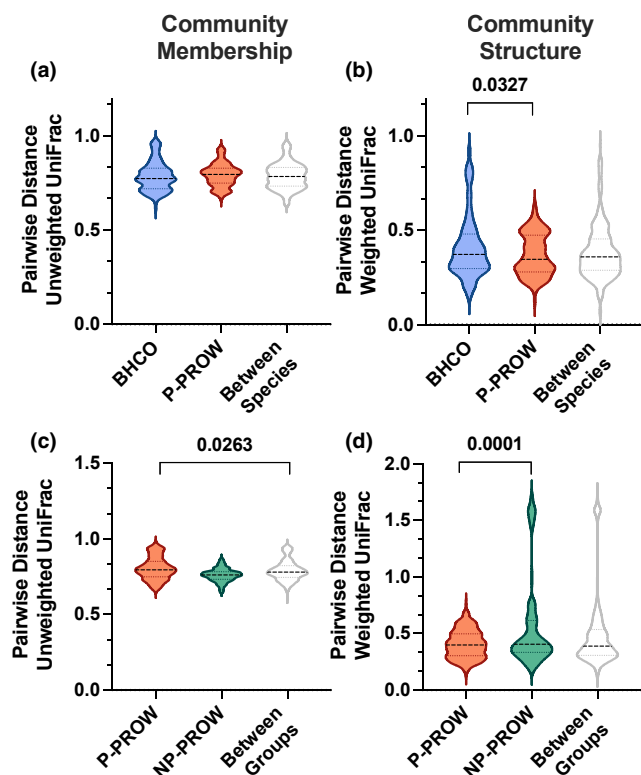 Community
Membership
Community
Structure
(a)
Pairwise Distance
Unweighted UniFrac
1.0
0.5
0.0
BHCO
P-PROW
Between
Species
(b)
0.0327
Pairwise Distance
Weighted UniFrac
1.0
0.5
0.0
BHCO
P-PROW
Between
Species
(c)
0.0263
Pairwise Distance
Unweighted UniFrac
1.5
1.0
0.5
0.0
P-PROW
NP-PROW
Between
Groups
(d)
0.0001
Pairwise Distance
Weighted UniFrac
2.0
1.5
1.0
0.5
0.0
P-PROW
NP-PROW
Between
Groups